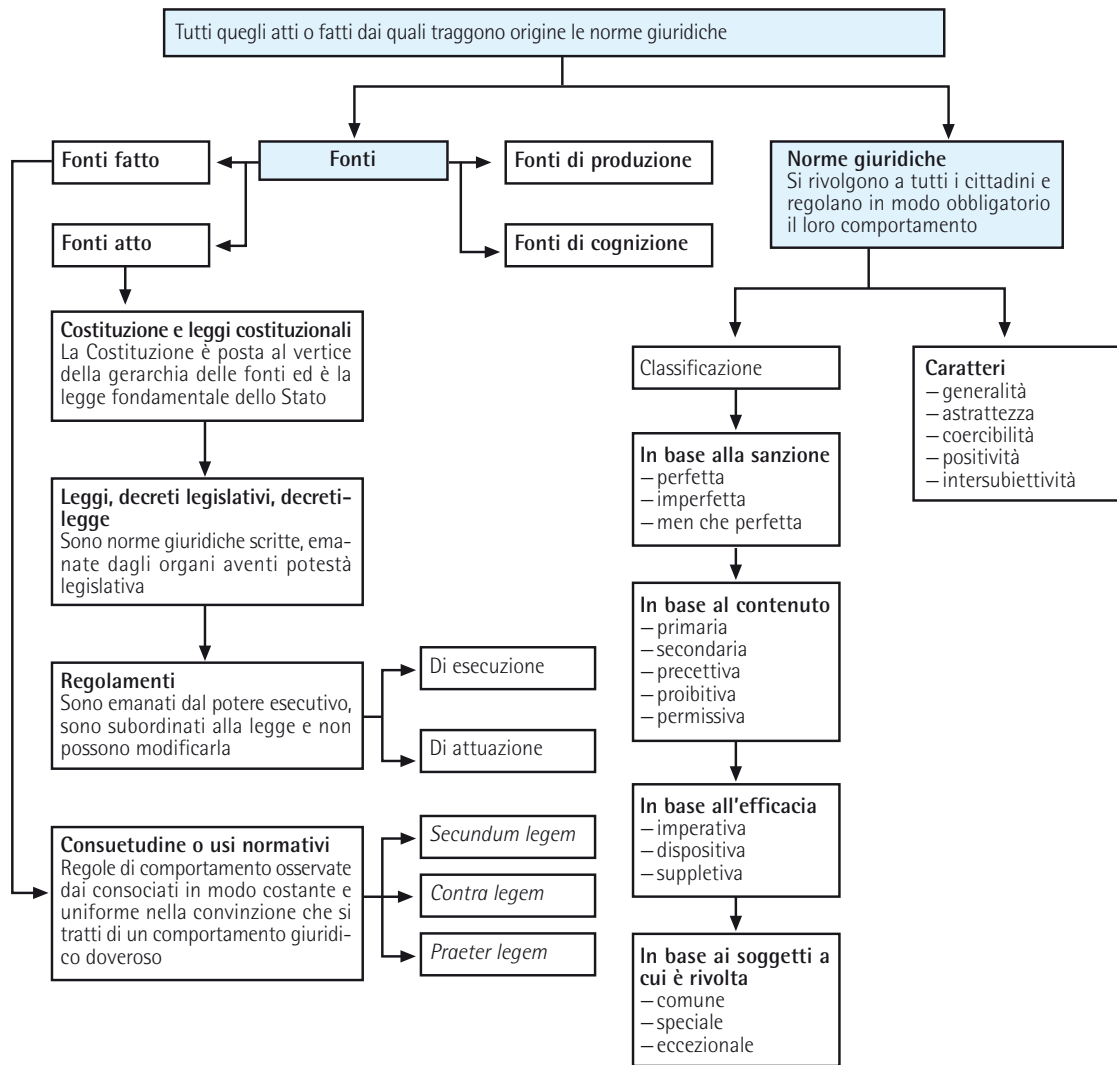 Tutti quegli atti o fatti dai quali traggono origine le norme giuridiche
Fonti fatto
Fonti
Fonti di produzione
Fonti atto
Fonti di cognizione
Norme giuridiche
Si rivolgono a tutti i cittadini e
regolano in modo obbligatorio
il loro comportamento
Costituzione e leggi costituzionali
La Costituzione è posta al vertice
della gerarchia delle fonti ed è la
legge fondamentale dello Stato
Leggi, decreti legislativi, decreti-
legge
Sono norme giuridiche scritte, ema-
nate dagli organi aventi potestà
legislativa
Regolamenti
Sono emanati dal potere esecutivo,
sono subordinati alla legge e non
possono modificarla
Di esecuzione
Di attuazione
Consuetudine o usi normativi
Regole di comportamento osservate
dai consociati in modo costante e
uniforme nella convinzione che si
tratti di un comportamento giuridi-
co doveroso
Secundum legem
Contra legem
Praeter legem
Classificazione
In base alla sanzione
— perfetta
— imperfetta
— men che perfetta
In base al contenuto
— primaria
— secondaria
— precettiva
— proibitiva
— permissiva
In base all'efficacia
— imperativa
— dispositiva
— suppletiva
In base ai soggetti a
cui è rivolta
— comune
— speciale
— eccezionale
Caratteri
— generalità
— astrattezza
— coercibilità
— positività
— intersubiettività